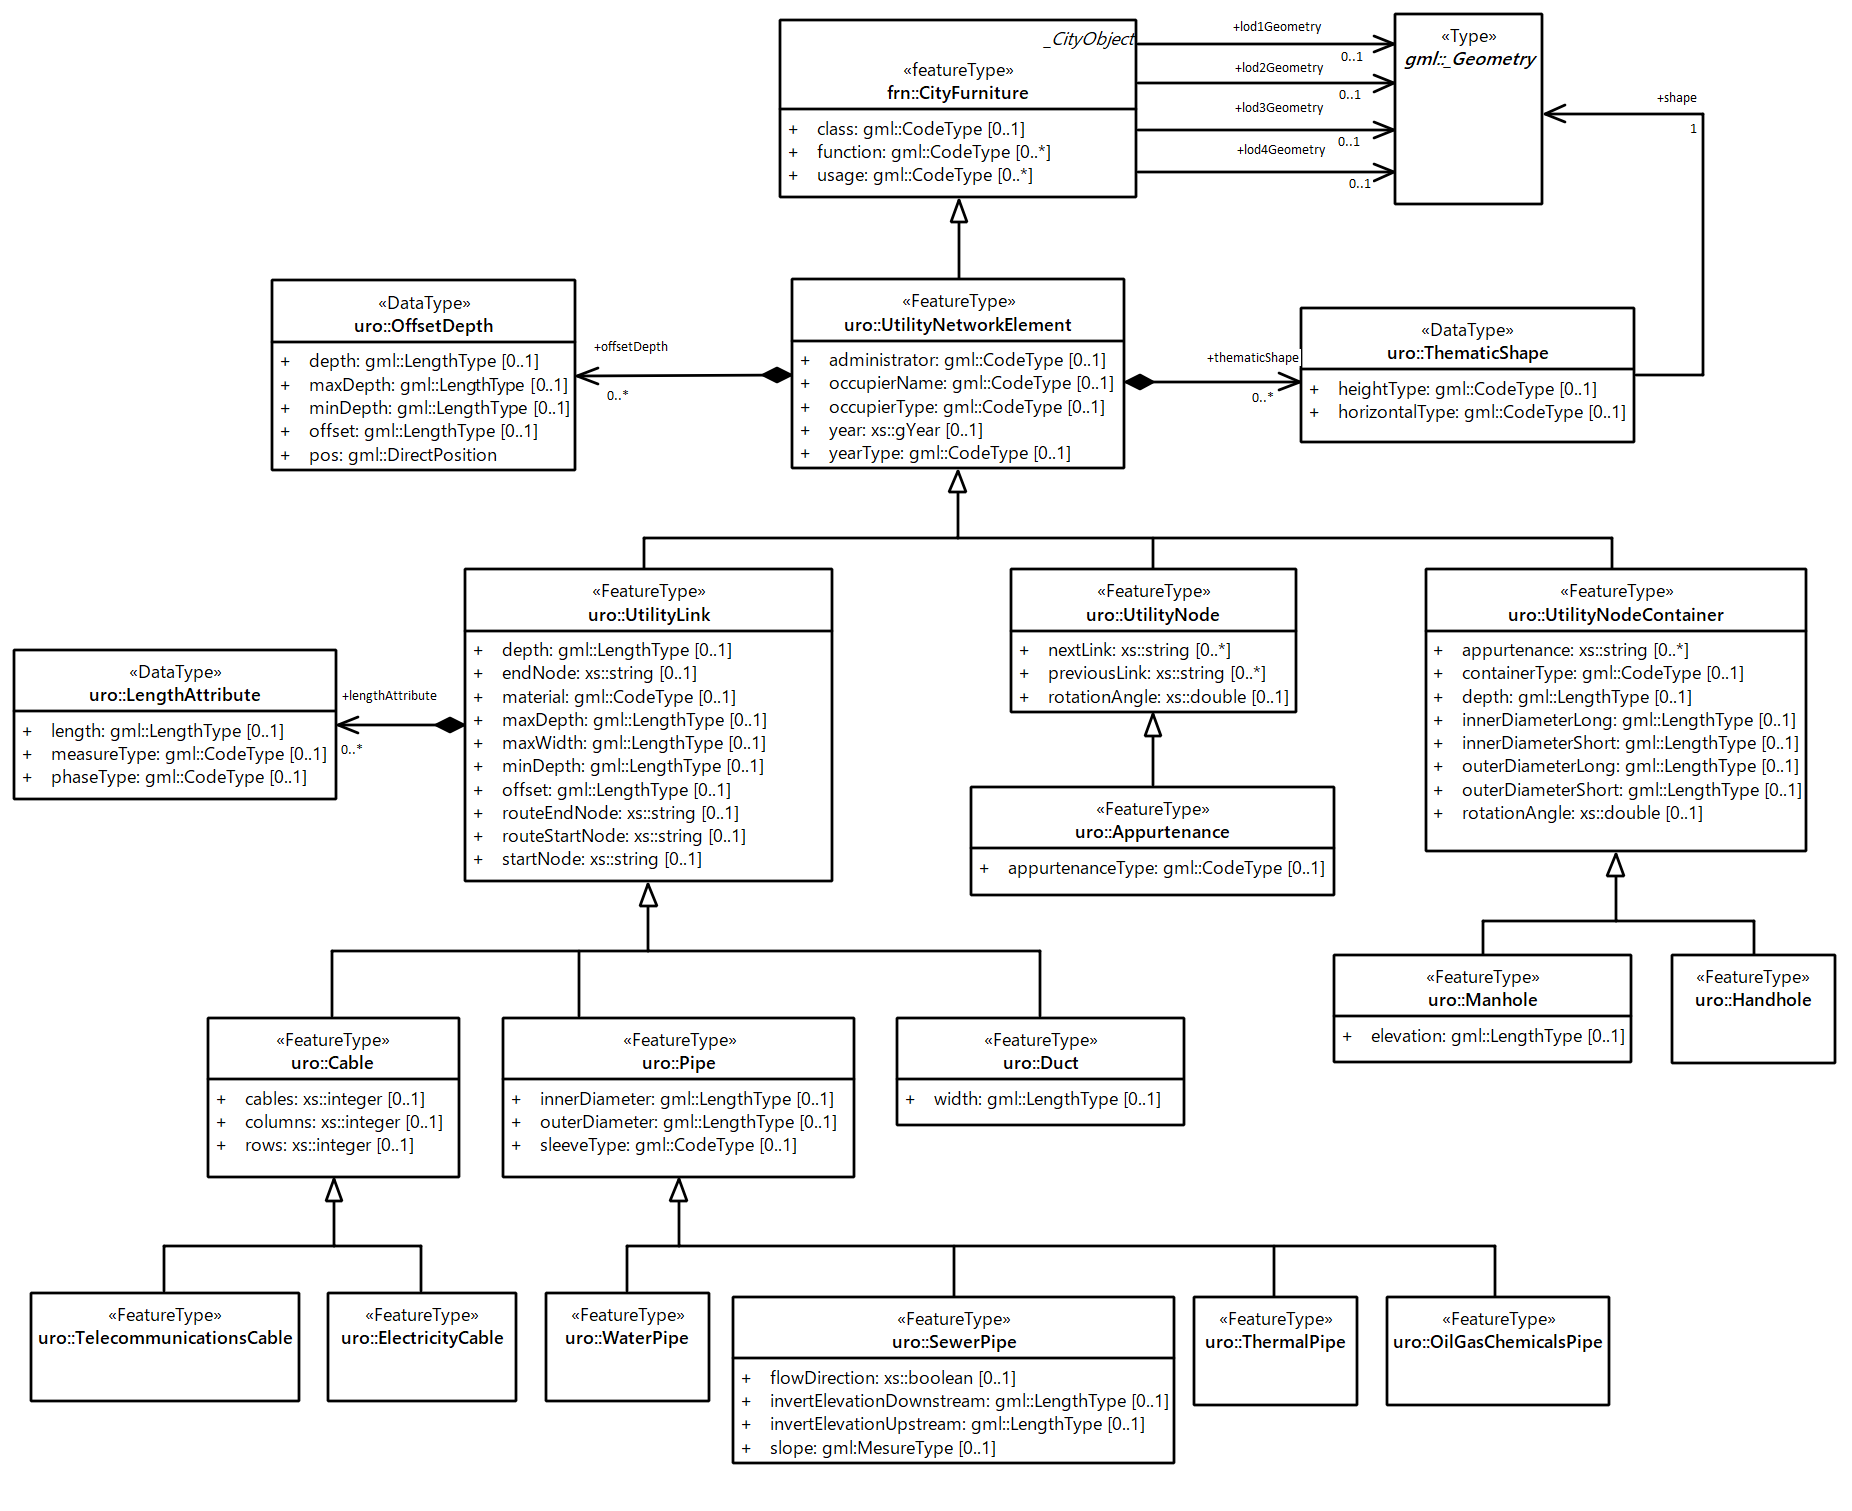 _CityObject
«featureType»
frn::CityFurniture
+ class: gml::CodeType [0..1]
+ function: gml::CodeType [0..*]
+ usage: gml::CodeType [0..*]
+lod1Geometry
0..1
+lod2Geometry
0..1
+lod3Geometry
0..1
+lod4Geometry
0..1
«Type»
gml::_Geometry
+shape
1
«DataType»
uro::OffsetDepth
+ depth: gml::LengthType [0..1]
+ maxDepth: gml::LengthType [0..1]
+ minDepth: gml::LengthType [0..1]
+ offset: gml::LengthType [0..1]
+ pos: gml::DirectPosition
+offsetDepth
0..*
«FeatureType»
uro::UtilityNetworkElement
+ administrator: gml::CodeType [0..1]
+ occupierName: gml::CodeType [0..1]
+ occupierType: gml::CodeType [0..1]
+ year: xs::gYear [0..1]
+ yearType: gml::CodeType [0..1]
+thematicShape
0..*
«DataType»
uro::ThematicShape
+ heightType: gml::CodeType [0..1]
+ horizontalType: gml::CodeType [0..1]
«DataType»
uro::LengthAttribute
+ length: gml::LengthType [0..1]
+ measureType: gml::CodeType [0..1]
+ phaseType: gml::CodeType [0..1]
+lengthAttribute
0..*
«FeatureType»
uro::UtilityLink
+ depth: gml::LengthType [0..1]
+ endNode: xs::string [0..1]
+ material: gml::CodeType [0..1]
+ maxDepth: gml::LengthType [0..1]
+ maxWidth: gml::LengthType [0..1]
+ minDepth: gml::LengthType [0..1]
+ offset: gml::LengthType [0..1]
+ routeEndNode: xs::string [0..1]
+ routeStartNode: xs::string [0..1]
+ startNode: xs::string [0..1]
«FeatureType»
uro::UtilityNode
+ nextLink: xs::string [0..*]
+ previousLink: xs::string [0..*]
+ rotationAngle: xs::double [0..1]
«FeatureType»
uro::Appurtenance
+ appurtenanceType: gml::CodeType [0..1]
«FeatureType»
uro::UtilityNodeContainer
+ appurtenance: xs::string [0..*]
+ containerType: gml::CodeType [0..1]
+ depth: gml::LengthType [0..1]
+ innerDiameterLong: gml::LengthType [0..1]
+ innerDiameterShort: gml::LengthType [0..1]
+ outerDiameterLong: gml::LengthType [0..1]
+ outerDiameterShort: gml::LengthType [0..1]
+ rotationAngle: xs::double [0..1]
«FeatureType»
uro::Manhole
+ elevation: gml::LengthType [0..1]
«FeatureType»
uro::Handhole
«FeatureType»
uro::Cable
+ cables: xs::integer [0..1]
+ columns: xs::integer [0..1]
+ rows: xs::integer [0..1]
«FeatureType»
uro::Pipe
+ innerDiameter: gml::LengthType [0..1]
+ outerDiameter: gml::LengthType [0..1]
+ sleeveType: gml::CodeType [0..1]
«FeatureType»
uro::Duct
+ width: gml::LengthType [0..1]
«FeatureType»
uro::TelecommunicationsCable
«FeatureType»
uro::ElectricityCable
«FeatureType»
uro::WaterPipe
«FeatureType»
uro::SewerPipe
+ flowDirection: xs::boolean [0..1]
+ invertElevationDownstream: gml::LengthType [0..1]
+ invertElevationUpstream: gml::LengthType [0..1]
+ slope: gml:MesureType [0..1]
«FeatureType»
uro::ThermalPipe
«FeatureType»
uro::OilGasChemicalsPipe